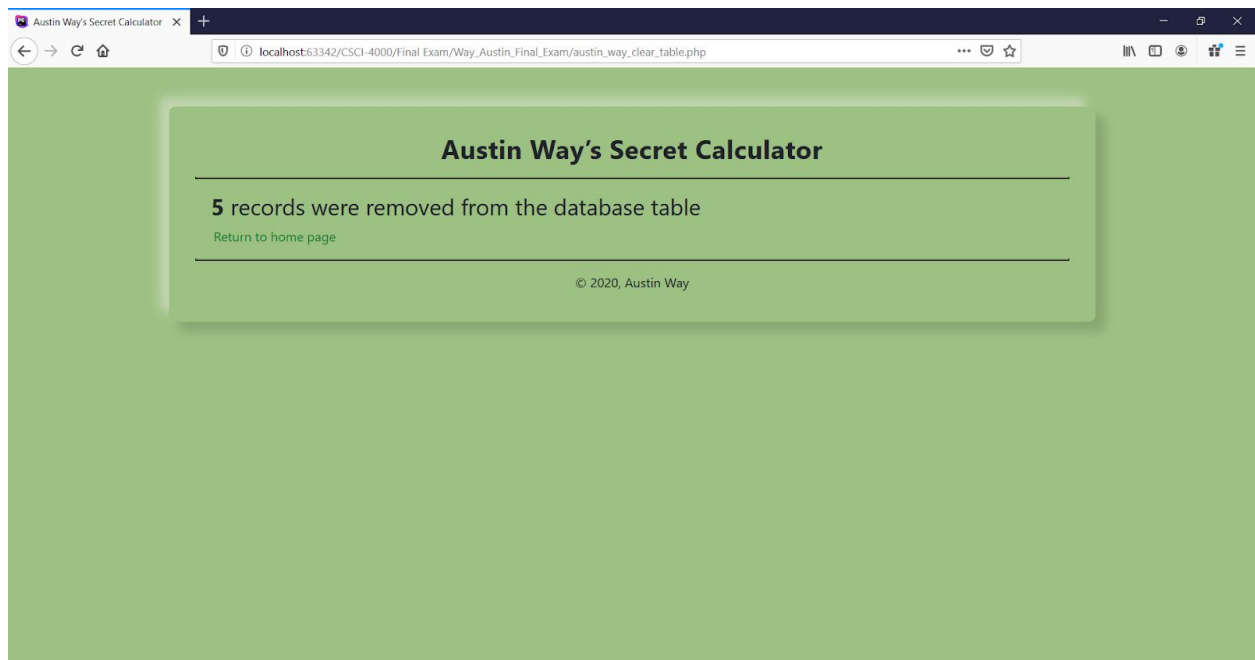 Austin Way's Secret Calculator
localhost:63342/CSCI-4000/Final Exam/Way_Austin_Final_Exam/austin_way_clear_table.php
Austin Way's Secret Calculator
5 records were removed from the database table
Return to home page
© 2020, Austin Way